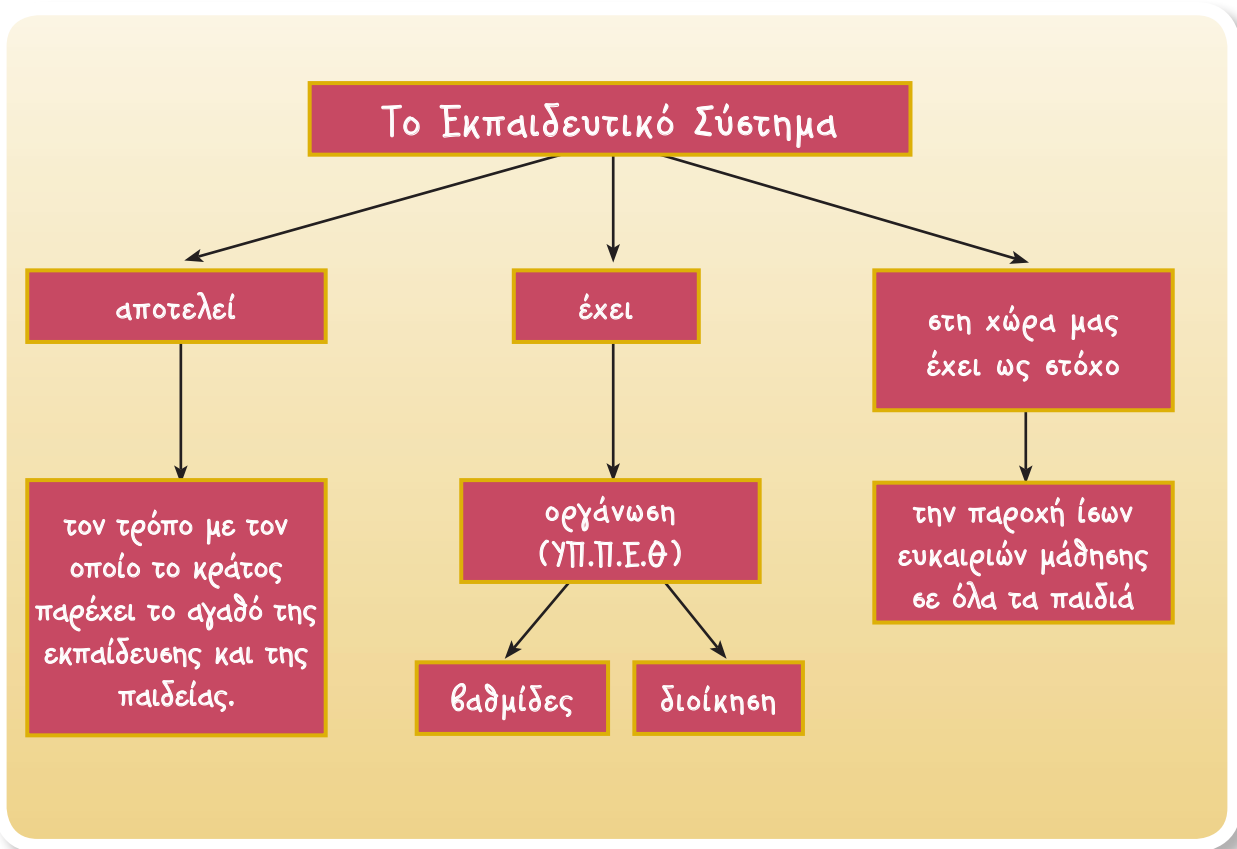 Το Εκπαιδευτικό Σύστημα
αποτελεί
έχει
στη χώρα μας
έχει ως στόχο
τον τρόπο με τον
οποίο το κράτος
παρέχει το αγαθό της
εκπαίδευσης και της
παιδείας.
οργάνωση
(ΥΠ.Π.Ε.Θ)
την παροχή ίσων
ευκαιριών μάθησης
σε όλα τα παιδιά
βαθμίδες
διοίκηση